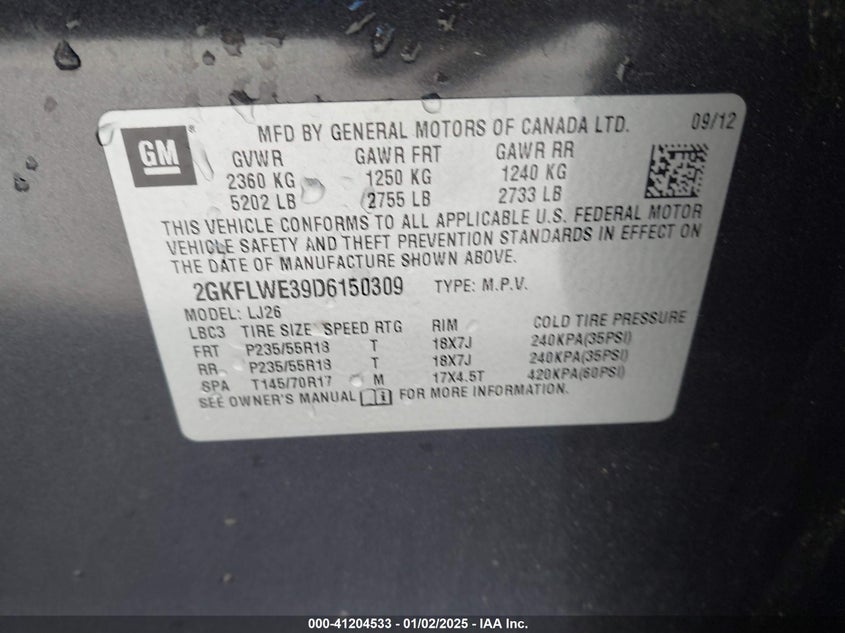 GM
MFD BY GENERAL MOTORS OF CANADA LTD. 09/12
GVWR GAWR FRT GAWR RR
2360 KG 1250 KG 1240 KG
5202 LB 2755 LB 2733 LB
THIS VEHICLE CONFORMS TO ALL APPLICABLE U.S. FEDERAL MOTOR
VEHICLE SAFETY AND THEFT PREVENTION STANDARDS IN EFFECT ON
THE DATE OF MANUFACTURE SHOWN ABOVE.
2GKFLWE39D6150309 TYPE: M.P.V.
MODEL: LJ26
LBC3 TIRE SIZE SPEED RTG RIM COLD TIRE PRESSURE
FRT P235/55R18 T 18X7J 240KPA(35PSI)
RR P235/55R18 T 18X7J 240KPA(35PSI)
SPA T145/70R17 M 17X4.5T 420KPA(60PSI)
SEE OWNER'S MANUAL FOR MORE INFORMATION.
000-41204533 - 01/02/2025 - IAA Inc.